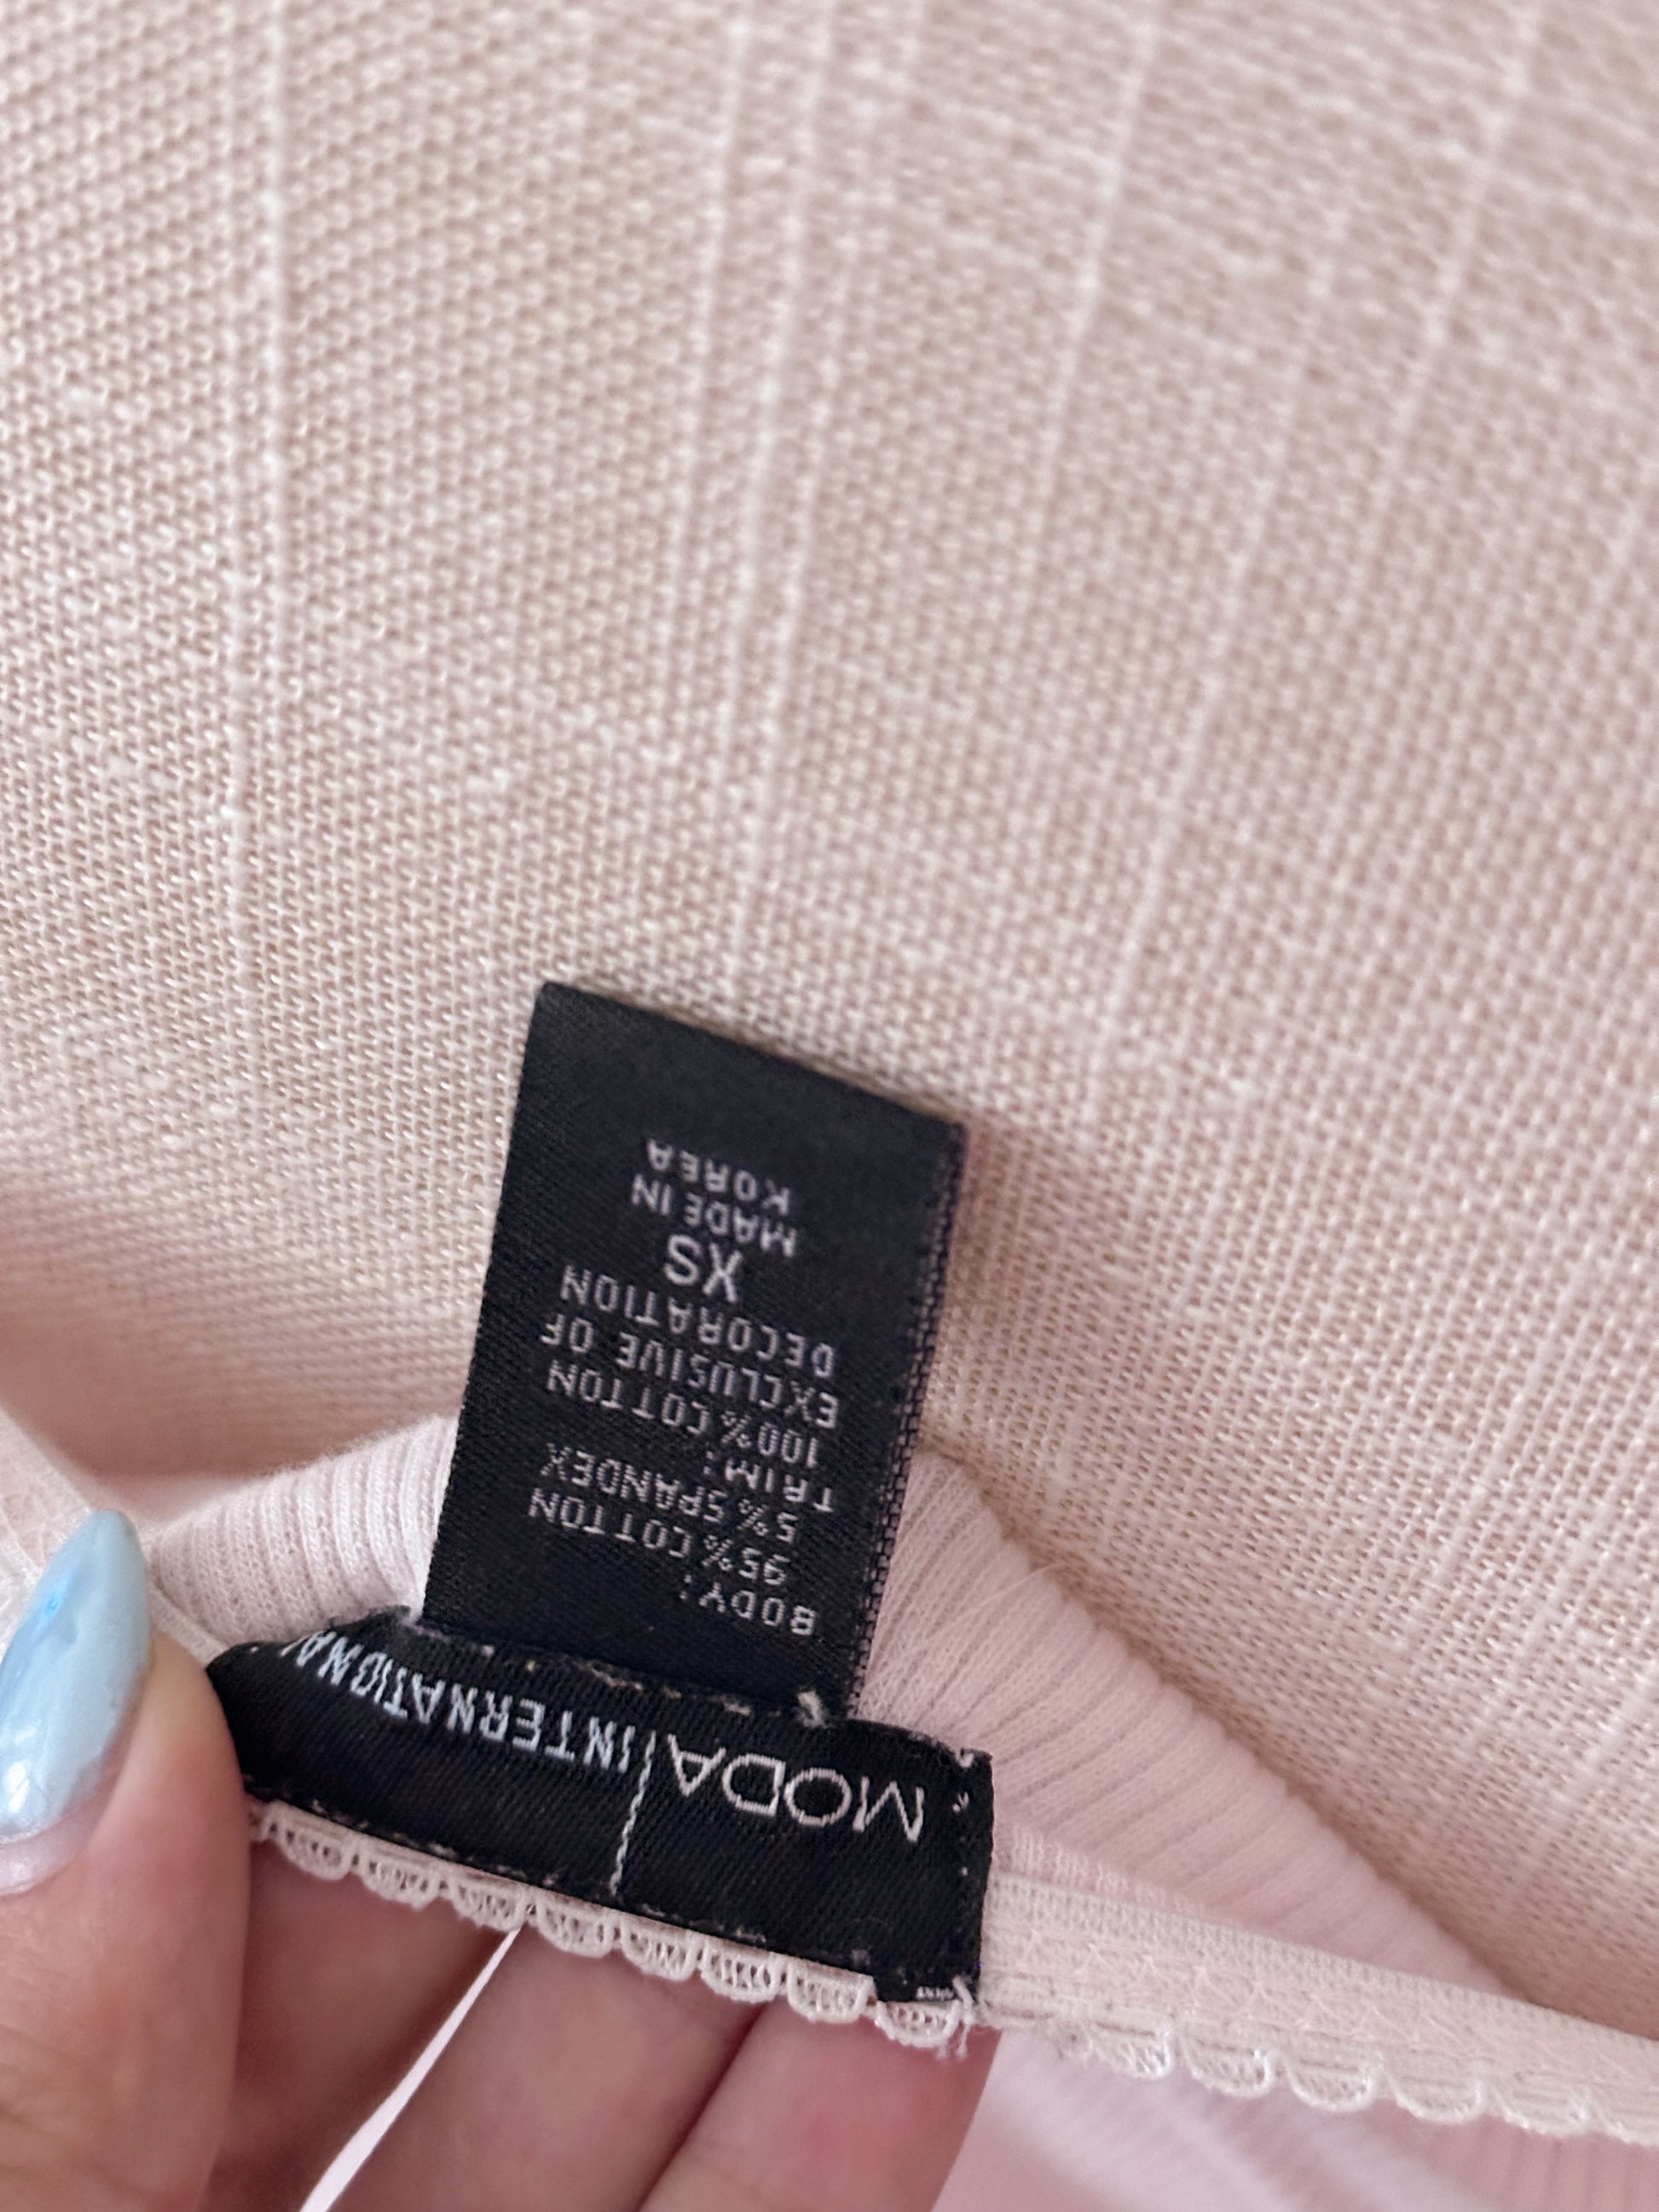 MODA INTERNATIONAL
BODY:
95% COTTON
5% SPANDEX
TRIM:
100% COTTON
EXCLUSIVE OF
DECORATION
XS
MADE IN
KOREA